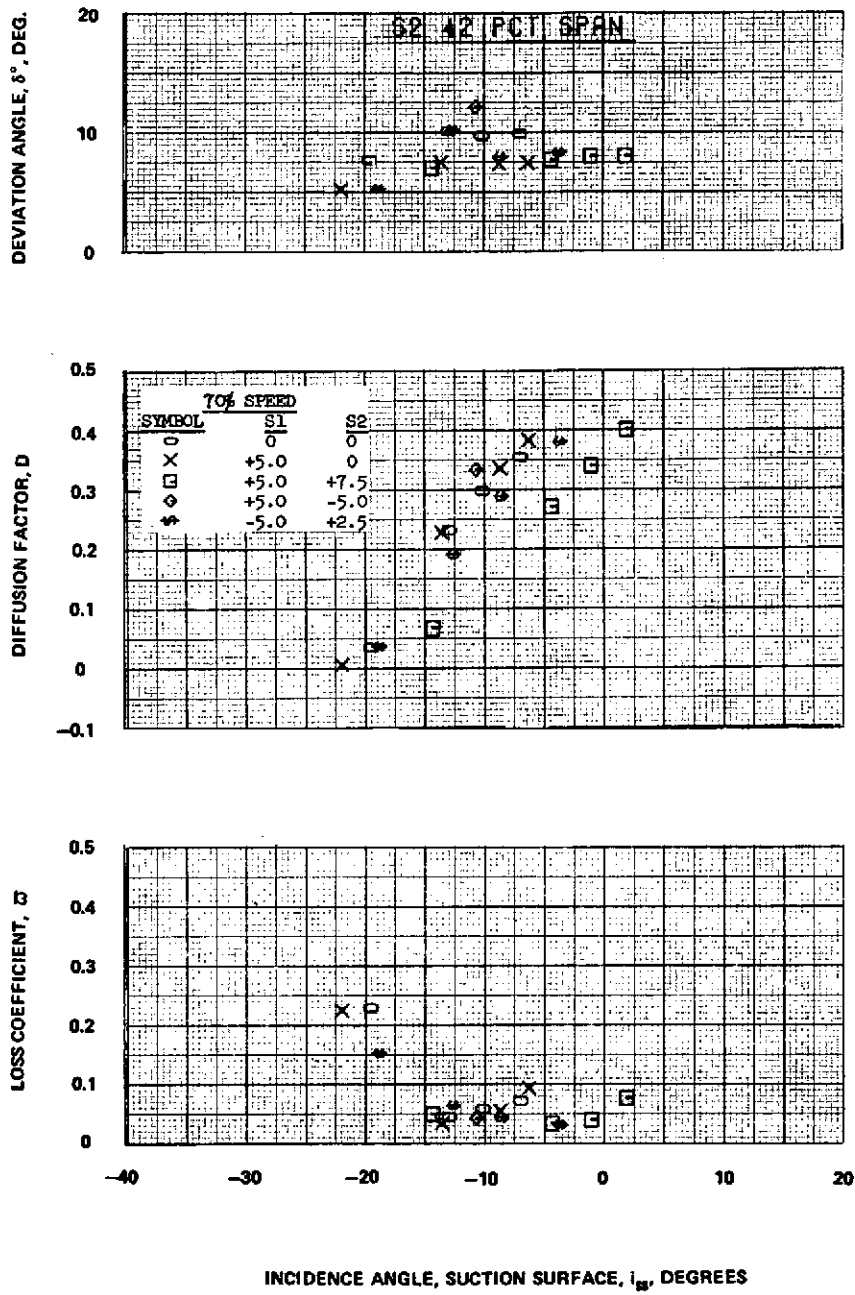 S2 42 PCT SPAN
DEVIATION ANGLE, δ°, DEG.
20
10
0
DIFFUSION FACTOR, D
0.5
0.4
0.3
0.2
0.1
0
−0.1
70% SPEED
SYMBOL S1 S2
0 0
+5.0 0
+5.0 +7.5
+5.0 -5.0
-5.0 +2.5
LOSS COEFFICIENT, ϖ
0.5
0.4
0.3
0.2
0.1
0
−40 −30 −20 −10 0 10 20
INCIDENCE ANGLE, SUCTION SURFACE, iss, DEGREES